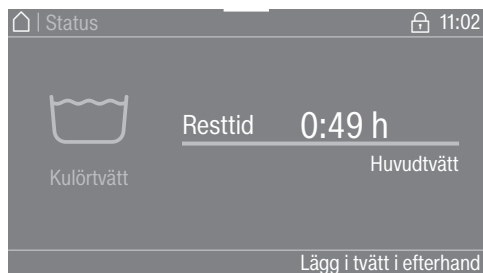 Status 11:02
Resttid 0:49 h
Huvudtvätt
Kulörtvätt
Lägg i tvätt i efterhand